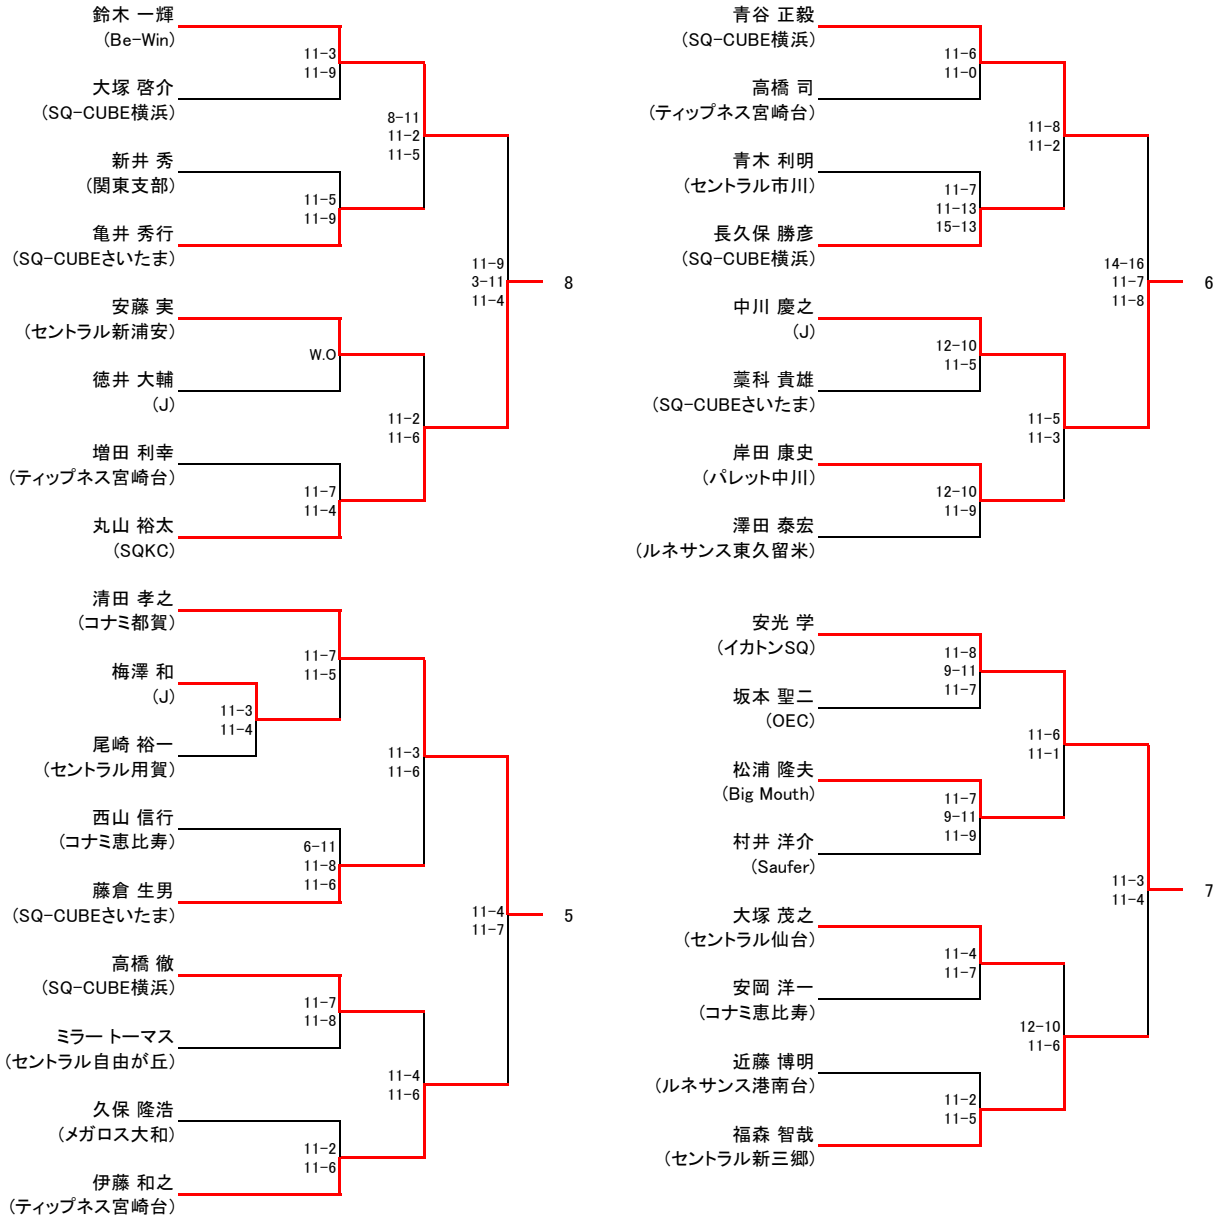 鈴木 一輝
(Be-Win)
11-3
11-9
大塚 啓介
(SQ-CUBE横浜)
8-11
11-2
11-5
新井 秀
(関東支部)
11-5
11-9
亀井 秀行
(SQ-CUBEさいたま)
11-9
3-11
11-4
8
安藤 実
(セントラル新浦安)
W.O
徳井 大輔
(J)
11-2
11-6
増田 利幸
(ティップネス宮崎台)
11-7
11-4
丸山 裕太
(SQKC)
清田 孝之
(コナミ都賀)
11-7
11-5
梅澤 和
(J)
11-3
11-4
尾崎 裕一
(セントラル用賀)
11-3
11-6
西山 信行
(コナミ恵比寿)
6-11
11-8
11-6
藤倉 生男
(SQ-CUBEさいたま)
11-4
11-7
5
高橋 徹
(SQ-CUBE横浜)
11-7
11-8
ミラー トーマス
(セントラル自由が丘)
11-4
11-6
久保 隆浩
(メガロス大和)
11-2
11-6
伊藤 和之
(ティップネス宮崎台)
青谷 正毅
(SQ-CUBE横浜)
11-6
11-0
高橋 司
(ティップネス宮崎台)
11-8
11-2
青木 利明
(セントラル市川)
11-7
11-13
15-13
長久保 勝彦
(SQ-CUBE横浜)
14-16
11-7
11-8
6
中川 慶之
(J)
12-10
11-5
藁科 貴雄
(SQ-CUBEさいたま)
11-5
11-3
岸田 康史
(パレット中川)
12-10
11-9
澤田 泰宏
(ルネサンス東久留米)
安光 学
(イカトンSQ)
11-8
9-11
11-7
坂本 聖二
(OEC)
11-6
11-1
松浦 隆夫
(Big Mouth)
11-7
9-11
11-9
村井 洋介
(Saufer)
11-3
11-4
7
大塚 茂之
(セントラル仙台)
11-4
11-7
安岡 洋一
(コナミ恵比寿)
12-10
11-6
近藤 博明
(ルネサンス港南台)
11-2
11-5
福森 智哉
(セントラル新三郷)